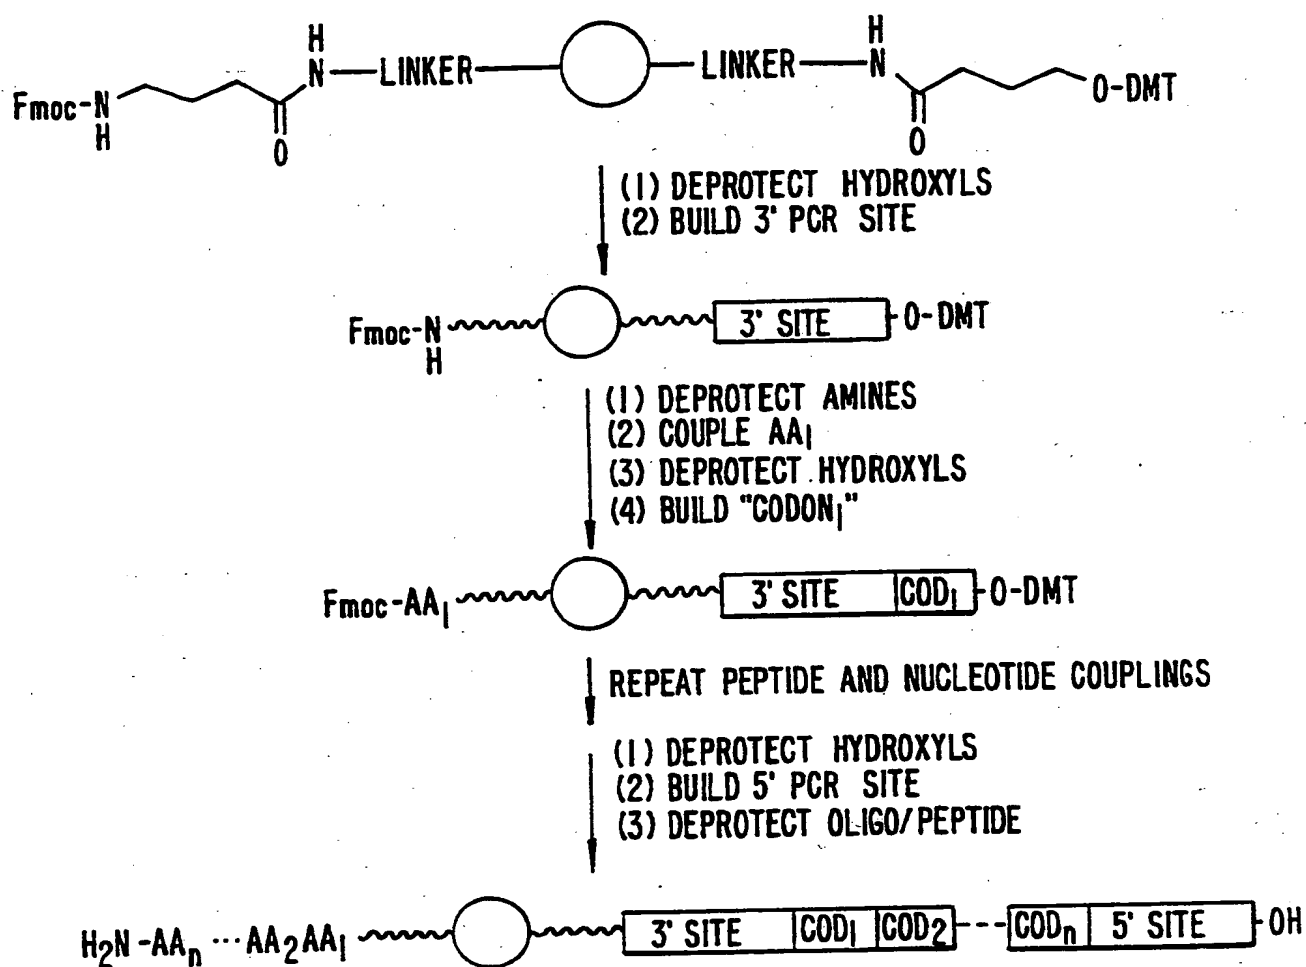 H
N—LINKER—
—LINKER—N
H
Fmoc-N
H
O
O
O-DMT
(1) DEPROTECT HYDROXYLS
(2) BUILD 3' PCR SITE
Fmoc-N
H
3' SITE
O-DMT
(1) DEPROTECT AMINES
(2) COUPLE AA₁
(3) DEPROTECT HYDROXYLS
(4) BUILD "CODON₁"
Fmoc-AA₁
3' SITE COD₁ -O-DMT
REPEAT PEPTIDE AND NUCLEOTIDE COUPLINGS
(1) DEPROTECT HYDROXYLS
(2) BUILD 5' PCR SITE
(3) DEPROTECT OLIGO/PEPTIDE
H₂N-AAₙ ···AA₂AA₁
3' SITE COD₁ COD₂ --- CODₙ 5' SITE -OH